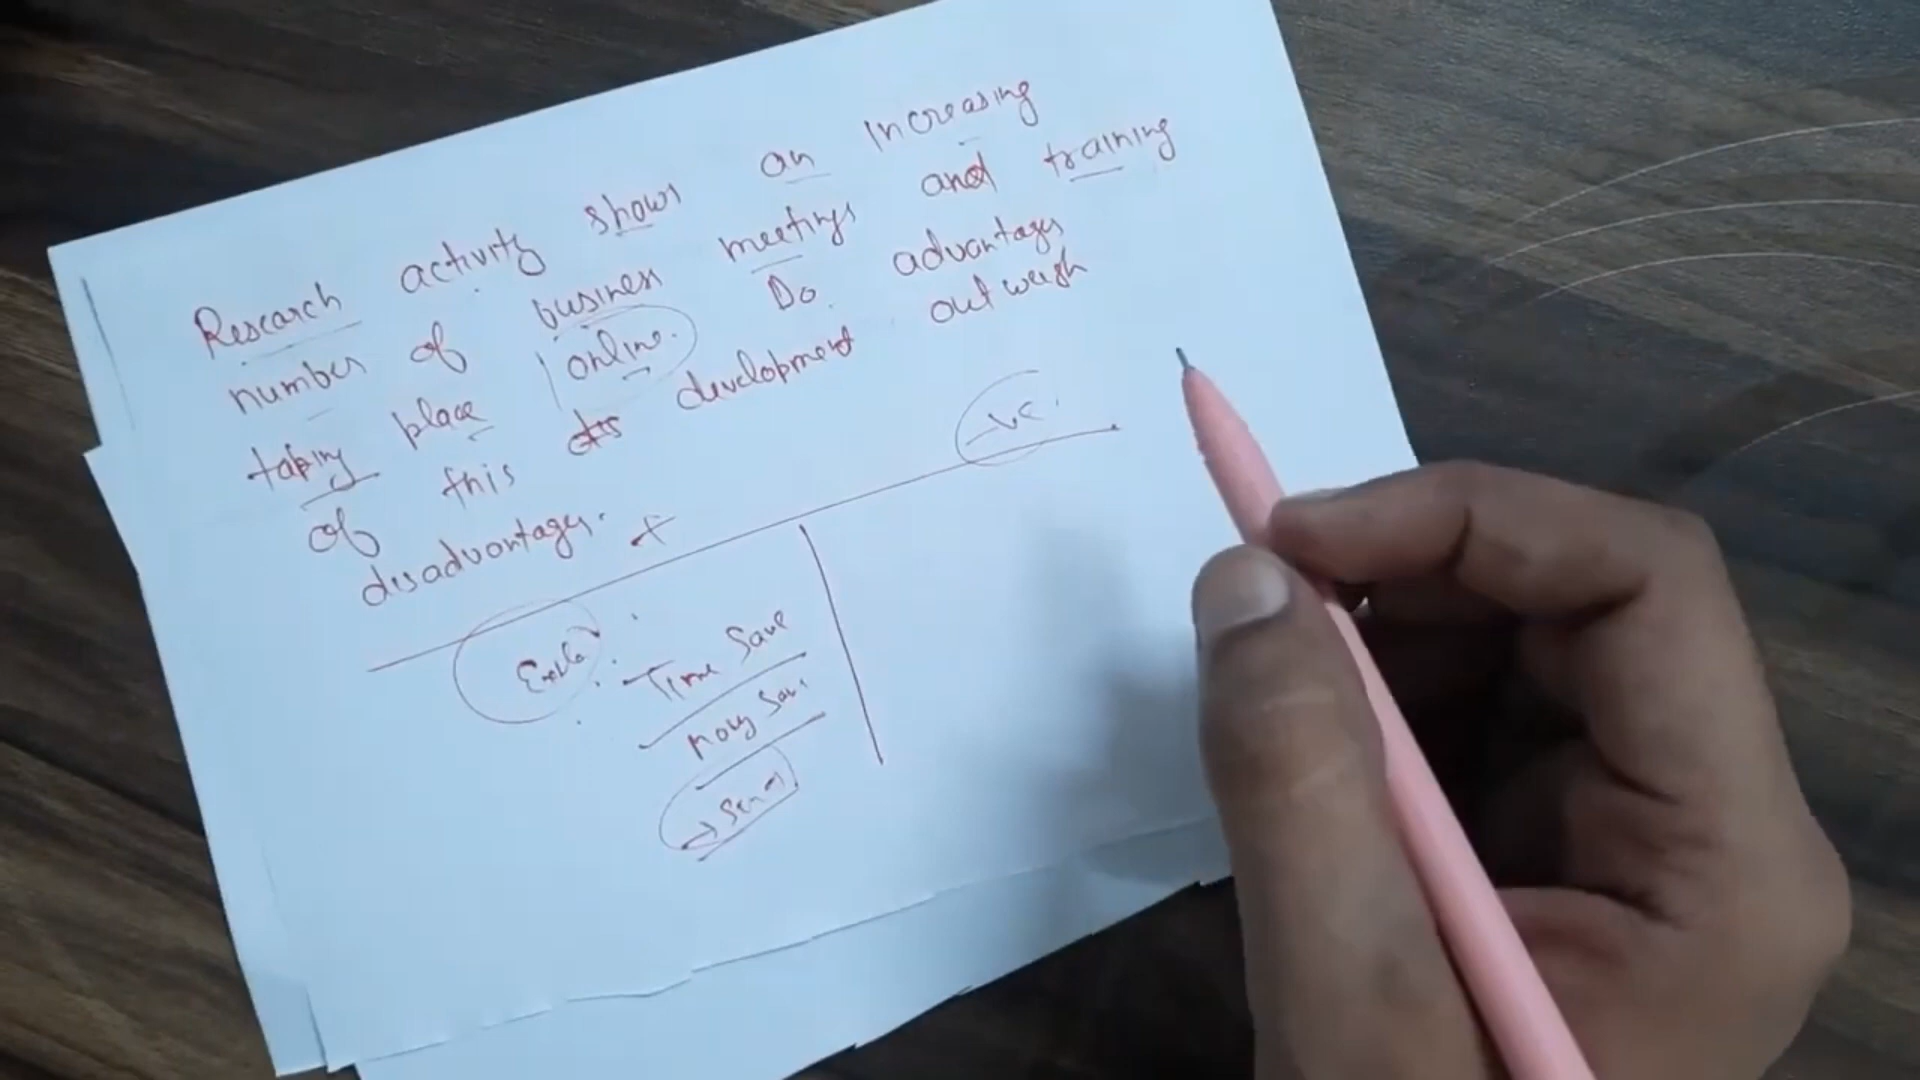 Research activity shows an increasing
number of business meetings and training
taking place online. Do advantages
of this development outweigh
disadvantages.
+
-ve
Time Save
Save